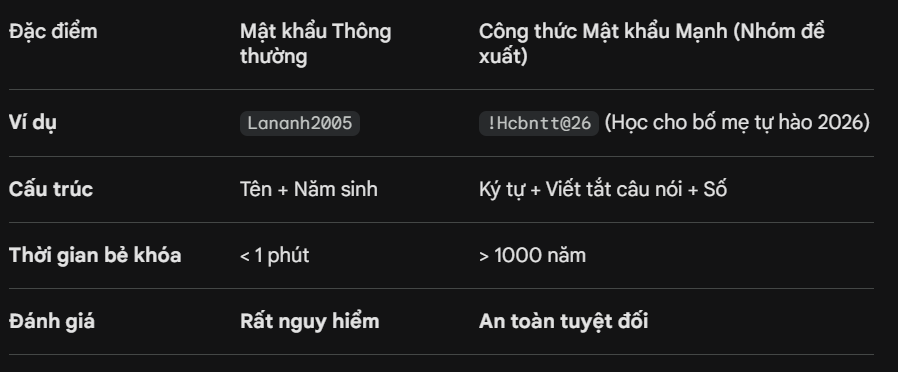 Đặc điểm
Mật khẩu Thông
thường
Công thức Mật khẩu Mạnh (Nhóm đề
xuất)
Ví dụ
Lananh2005
!Hcbntt@26 (Học cho bố mẹ tự hào 2026)
Cấu trúc
Tên + Năm sinh
Ký tự + Viết tắt câu nói + Số
Thời gian bẻ khóa
< 1 phút
> 1000 năm
Đánh giá
Rất nguy hiểm
An toàn tuyệt đối